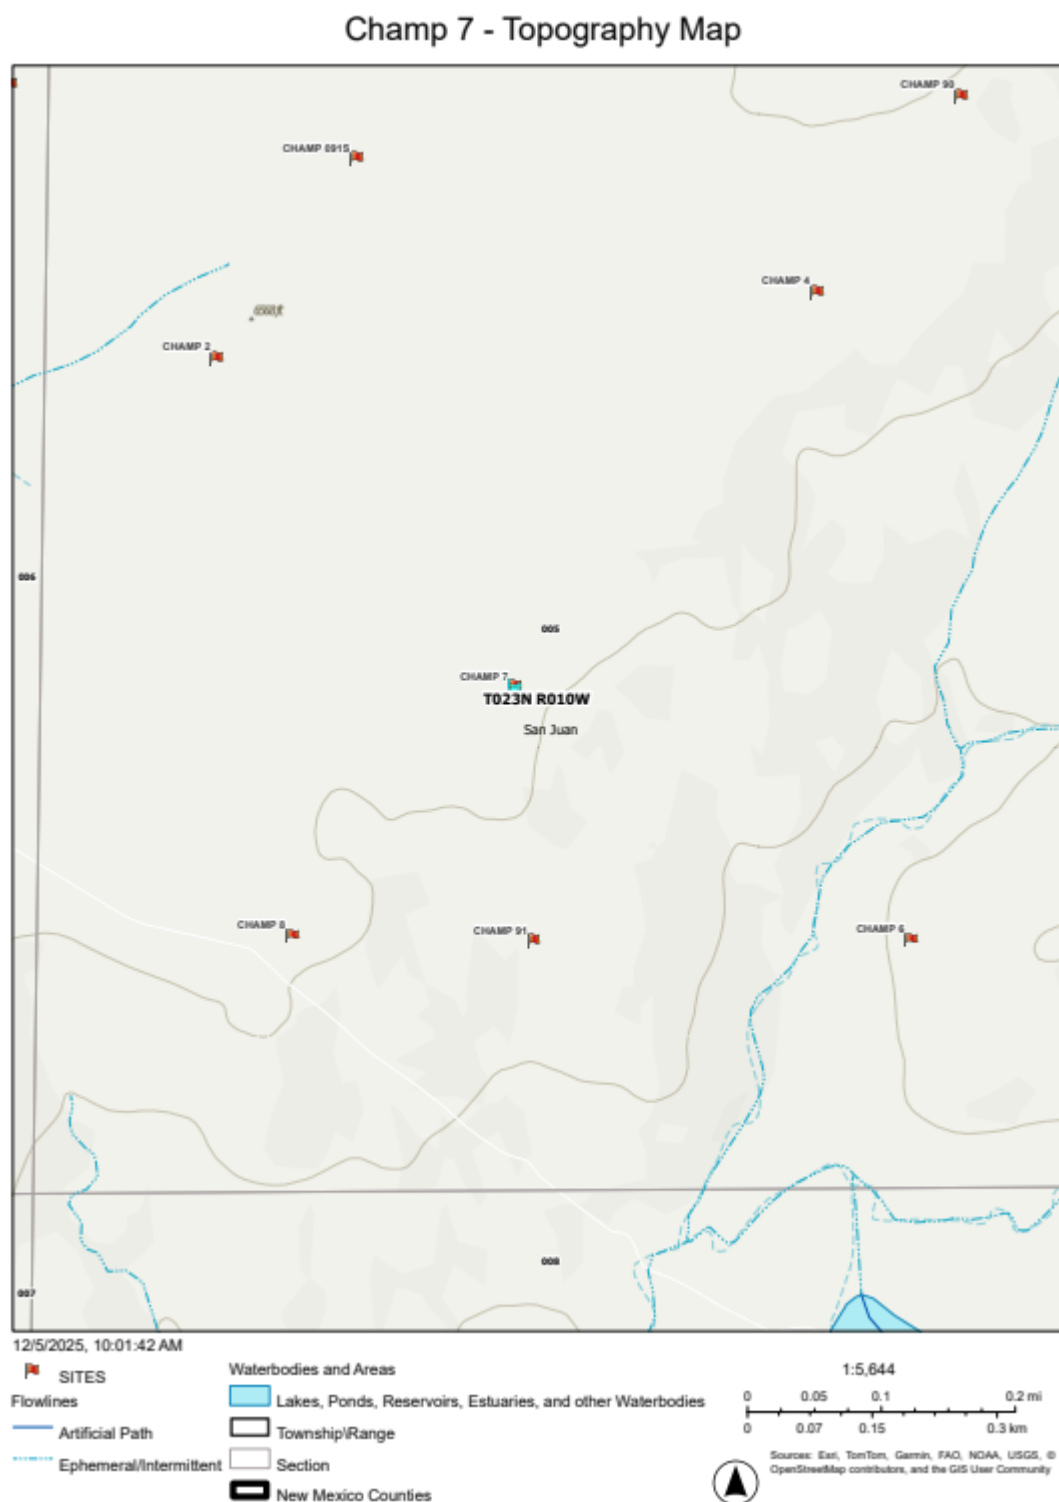 Champ 7 - Topography Map
CHAMP 90
CHAMP 091S
CHAMP 4
6568 ft
CHAMP 2
006
005
CHAMP 7
T023N R010W
San Juan
CHAMP 8
CHAMP 91
CHAMP 6
008
007
12/5/2025, 10:01:42 AM
SITES
Flowlines
Artificial Path
Ephemeral/Intermittent
Waterbodies and Areas
Lakes, Ponds, Reservoirs, Estuaries, and other Waterbodies
Township\Range
Section
New Mexico Counties
1:5,644
0 0.05 0.1 0.2 mi
0 0.07 0.15 0.3 km
Sources: Esri, TomTom, Garmin, FAO, NOAA, USGS, ©
OpenStreetMap contributors, and the GIS User Community